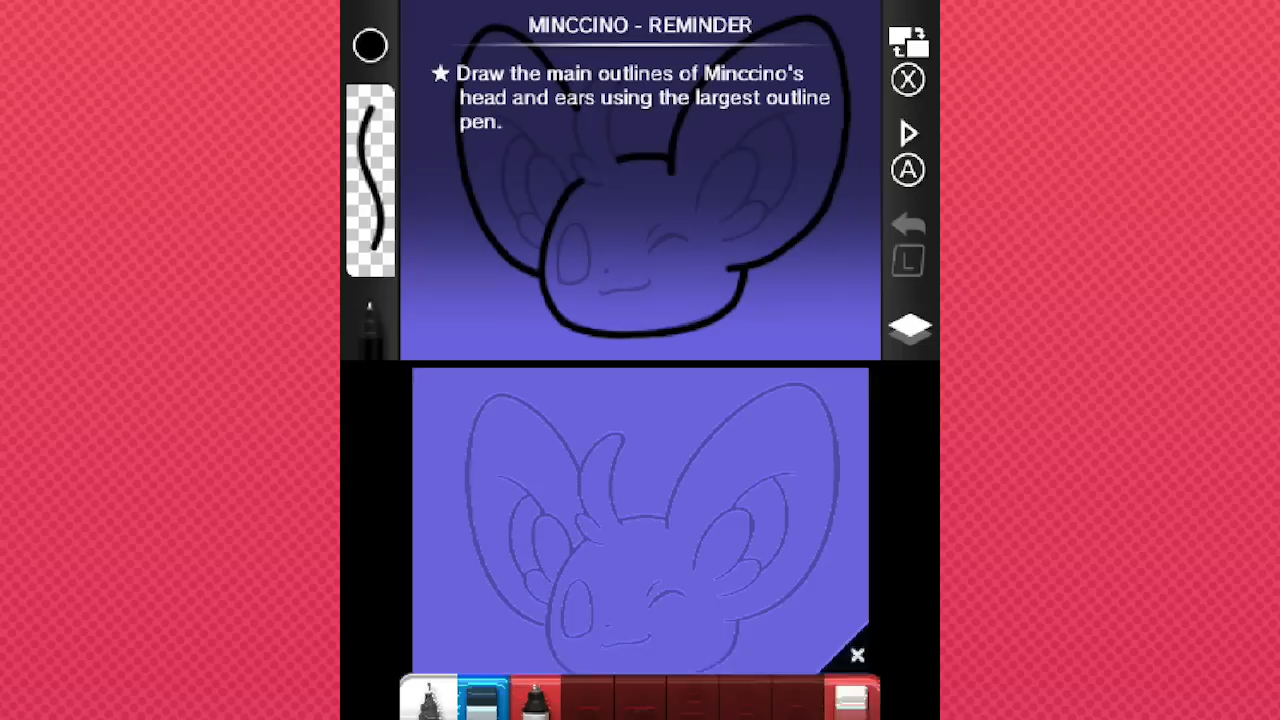 MINCCINO - REMINDER
★ Draw the main outlines of Minccino's
head and ears using the largest outline
pen.
X
A
L